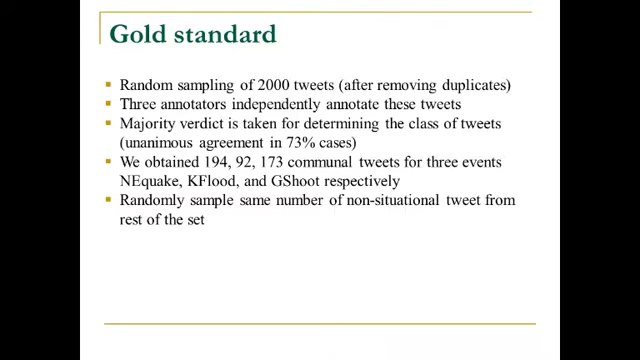 Gold standard
Random sampling of 2000 tweets (after removing duplicates)
Three annotators independently annotate these tweets
Majority verdict is taken for determining the class of tweets
(unanimous agreement in 73% cases)
We obtained 194, 92, 173 communal tweets for three events
NEquake, KFlood, and GShoot respectively
Randomly sample same number of non-situational tweet from
rest of the set